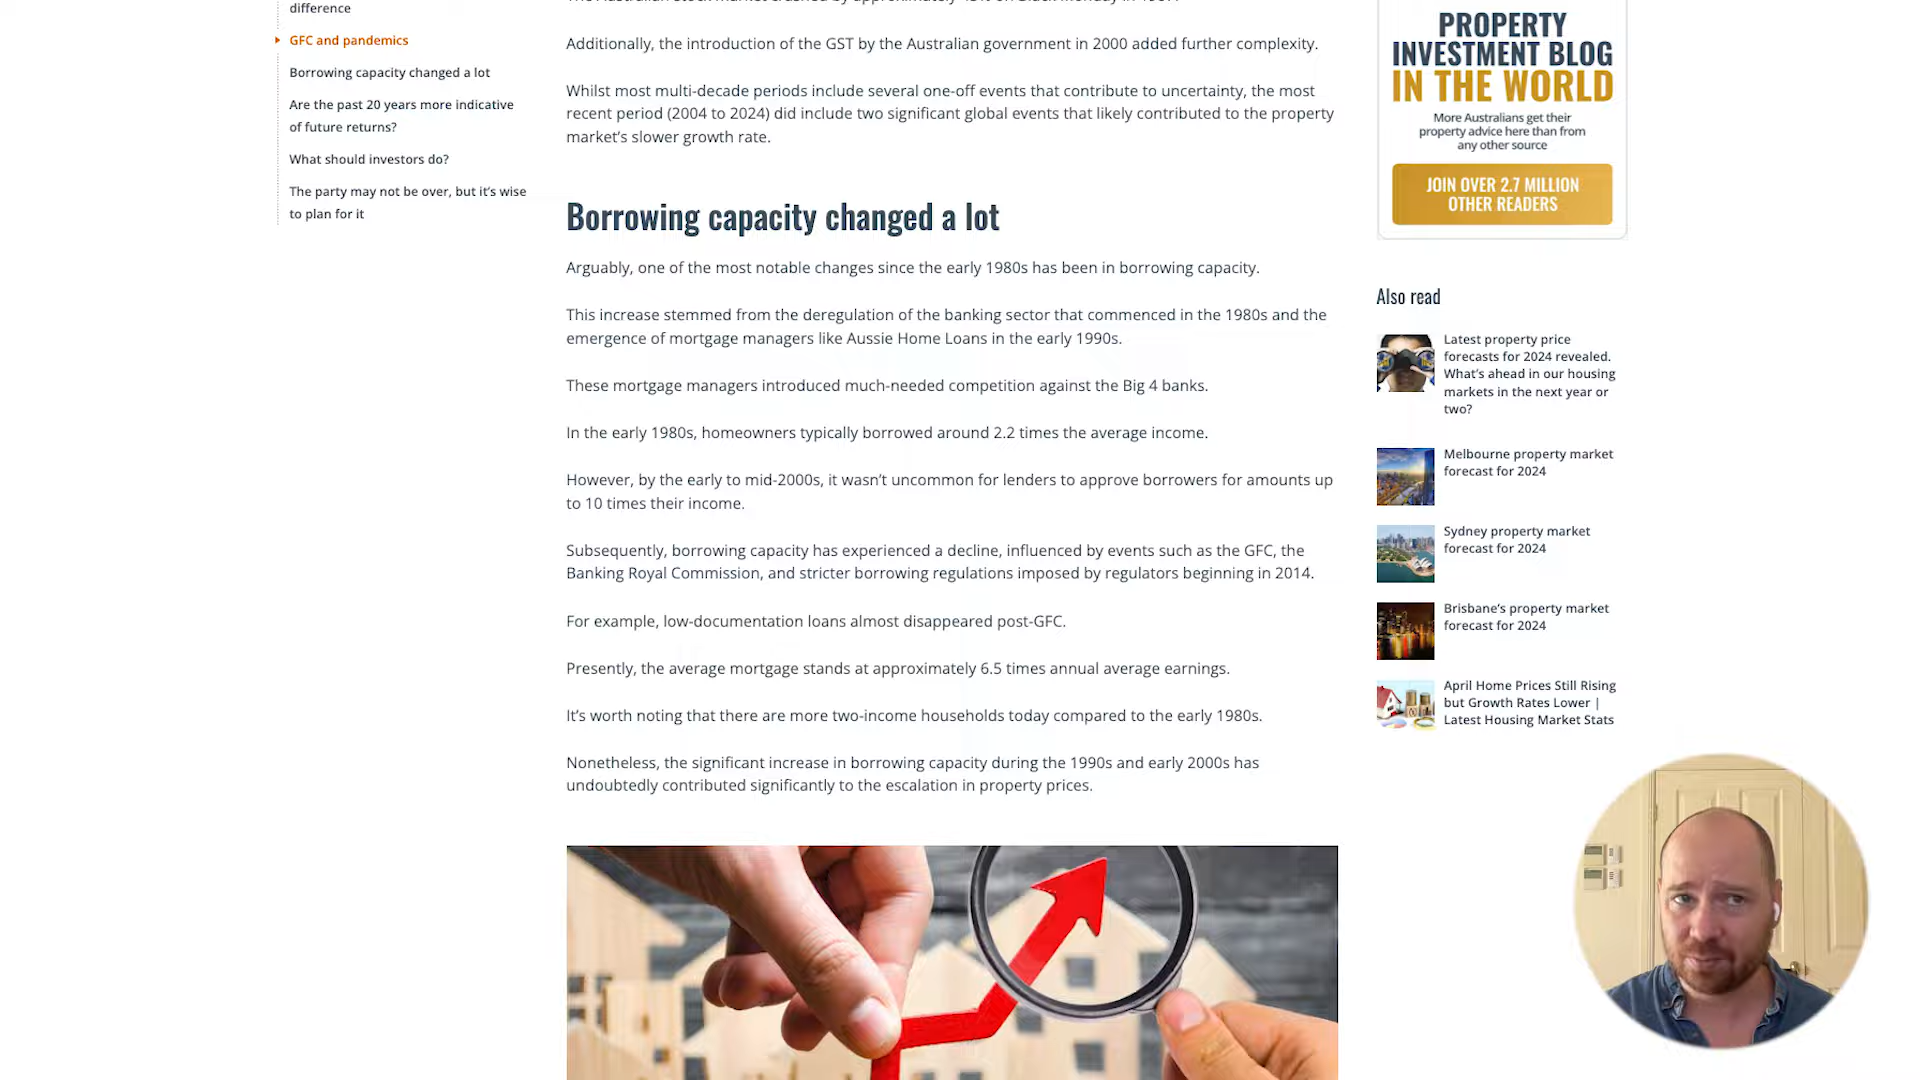 difference
GFC and pandemics
Borrowing capacity changed a lot
Are the past 20 years more indicative
of future returns?
What should investors do?
The party may not be over, but it's wise
to plan for it
Additionally, the introduction of the GST by the Australian government in 2000 added further complexity.
Whilst most multi-decade periods include several one-off events that contribute to uncertainty, the most
recent period (2004 to 2024) did include two significant global events that likely contributed to the property
market's slower growth rate.
Borrowing capacity changed a lot
Arguably, one of the most notable changes since the early 1980s has been in borrowing capacity.
This increase stemmed from the deregulation of the banking sector that commenced in the 1980s and the
emergence of mortgage managers like Aussie Home Loans in the early 1990s.
These mortgage managers introduced much-needed competition against the Big 4 banks.
In the early 1980s, homeowners typically borrowed around 2.2 times the average income.
However, by the early to mid-2000s, it wasn't uncommon for lenders to approve borrowers for amounts up
to 10 times their income.
Subsequently, borrowing capacity has experienced a decline, influenced by events such as the GFC, the
Banking Royal Commission, and stricter borrowing regulations imposed by regulators beginning in 2014.
For example, low-documentation loans almost disappeared post-GFC.
Presently, the average mortgage stands at approximately 6.5 times annual average earnings.
It's worth noting that there are more two-income households today compared to the early 1980s.
Nonetheless, the significant increase in borrowing capacity during the 1990s and early 2000s has
undoubtedly contributed significantly to the escalation in property prices.
PROPERTY
INVESTMENT BLOG
IN THE WORLD
More Australians get their
property advice here than from
any other source
JOIN OVER 2.7 MILLION
OTHER READERS
Also read
Latest property price
forecasts for 2024 revealed.
What's ahead in our housing
markets in the next year or
two?
Melbourne property market
forecast for 2024
Sydney property market
forecast for 2024
Brisbane's property market
forecast for 2024
April Home Prices Still Rising
but Growth Rates Lower |
Latest Housing Market Stats